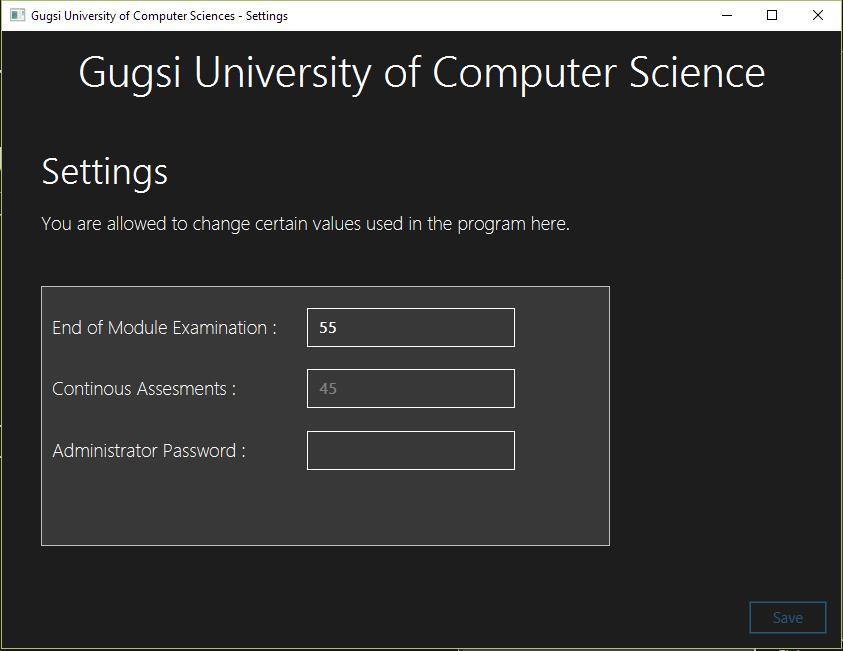 Gugsi University of Computer Sciences - Settings
Gugsi University of Computer Science
Settings
You are allowed to change certain values used in the program here.
End of Module Examination : 55
Continous Assesments : 45
Administrator Password :
Save